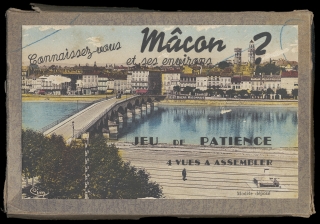 Connaissez-vous
Mâcon ?
et ses environs
JEU DE PATIENCE
4 VUES A ASSEMBLER